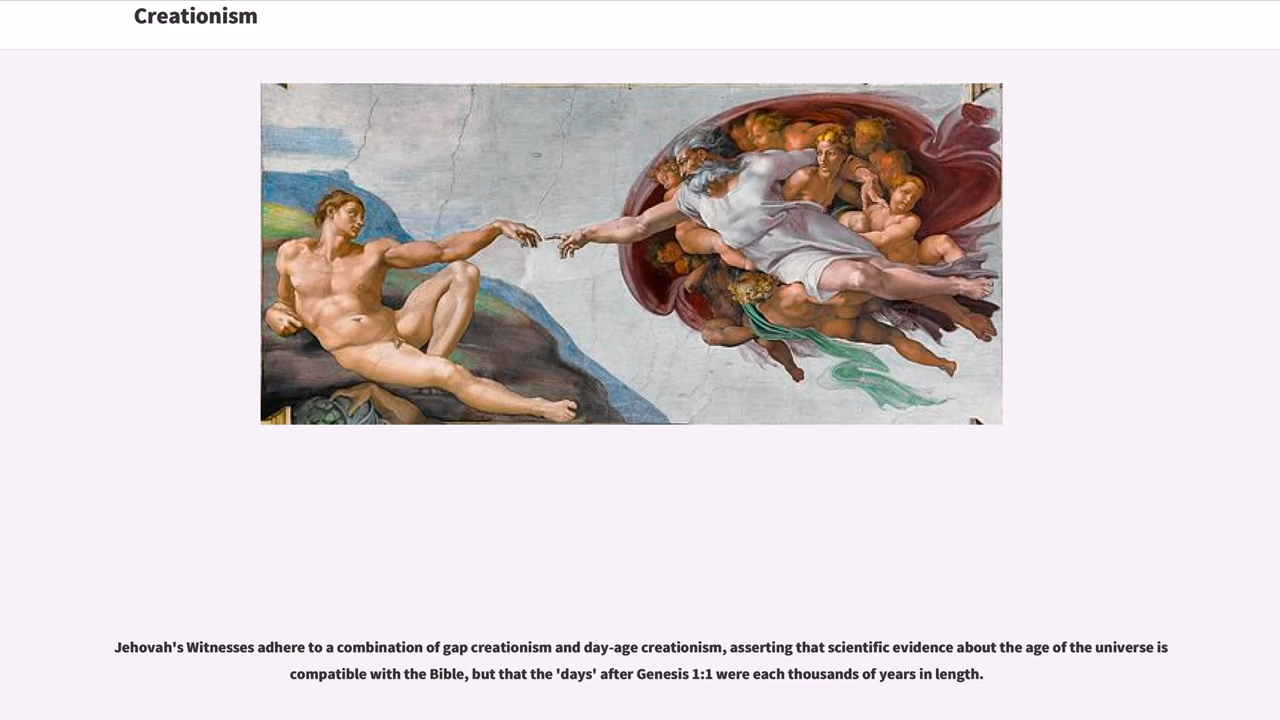 Creationism
Jehovah's Witnesses adhere to a combination of gap creationism and day-age creationism, asserting that scientific evidence about the age of the universe is
compatible with the Bible, but that the 'days' after Genesis 1:1 were each thousands of years in length.